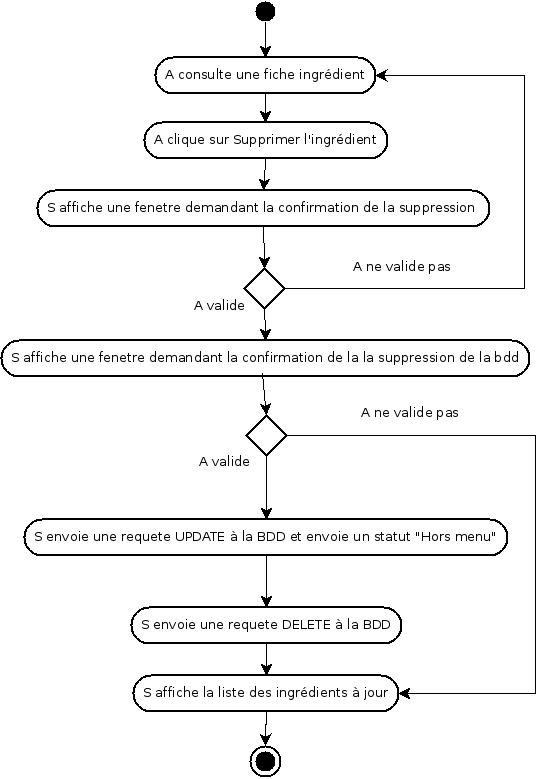 A consulte une fiche ingrédient
A clique sur Supprimer l'ingrédient
S affiche une fenetre demandant la confirmation de la suppression
A ne valide pas
A valide
S affiche une fenetre demandant la confirmation de la la suppression de la bdd
A ne valide pas
A valide
S envoie une requete UPDATE à la BDD et envoie un statut "Hors menu"
S envoie une requete DELETE à la BDD
S affiche la liste des ingrédients à jour